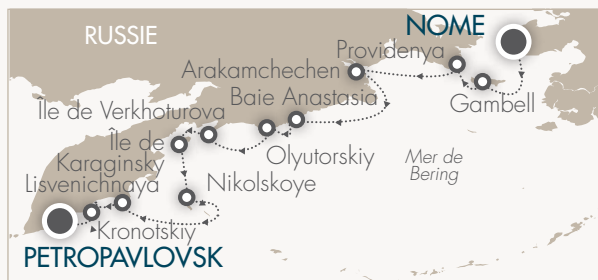 NOME
RUSSIE
Providenya
Arakamchechen
Baie Anastasia
Gambell
Île de Verkhoturova
Île de
Karaginsky
Olyutorskiy
Mer de
Bering
Lisvenichnaya
Nikolskoye
Kronotskiy
PETROPAVLOVSK